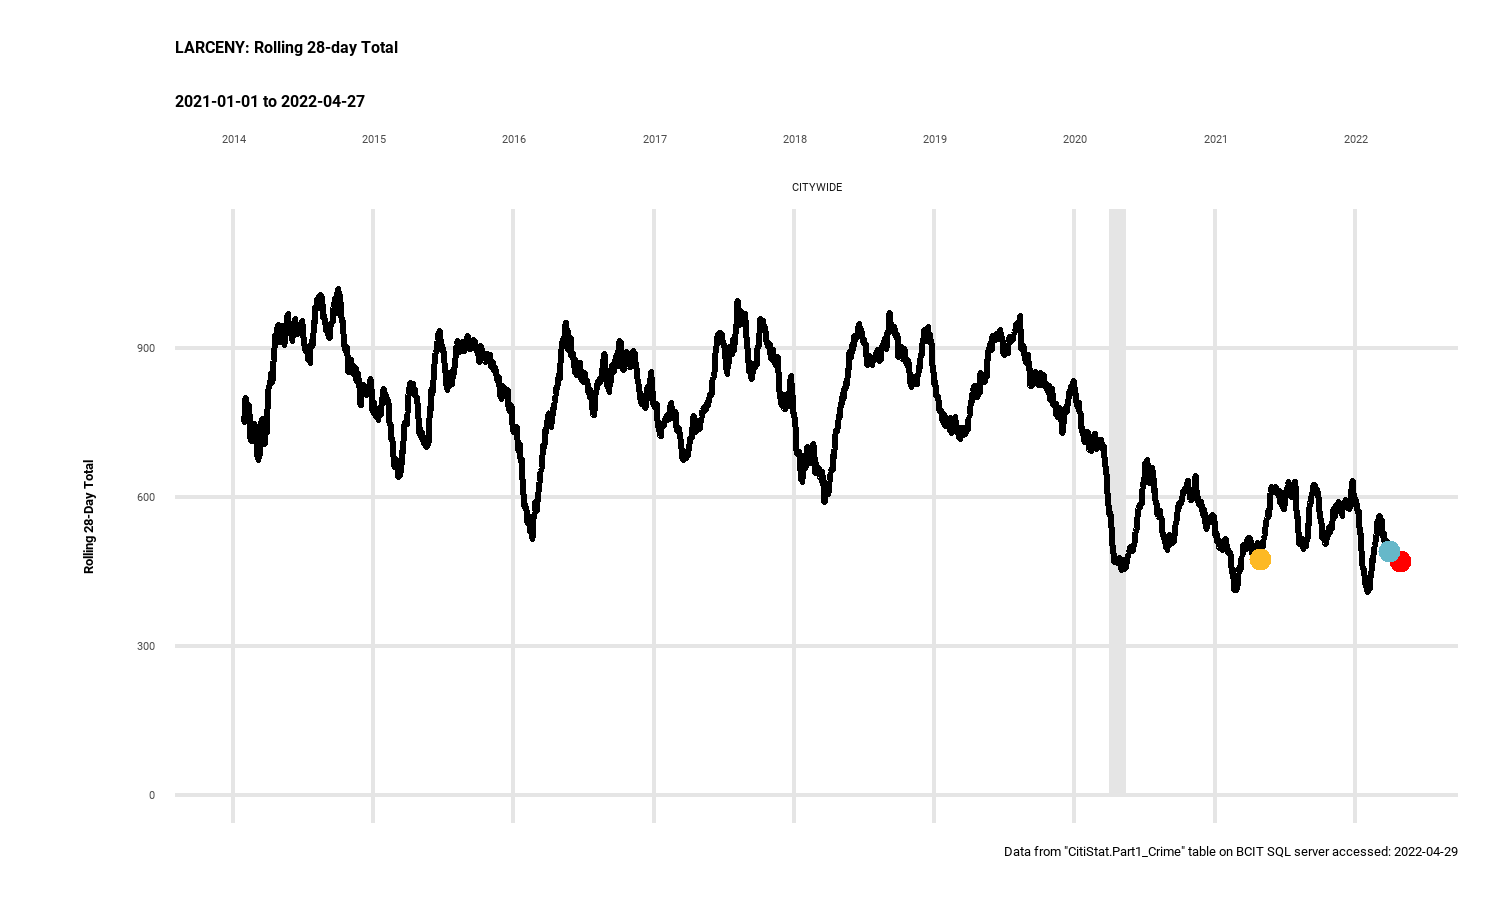 LARCENY: Rolling 28-day Total
2021-01-01 to 2022-04-27
2014 2015 2016 2017 2018 2019 2020 2021 2022
CITYWIDE
900
600
300
0
Rolling 28-Day Total
Data from "CitiStat.Part1_Crime" table on BCIT SQL server accessed: 2022-04-29